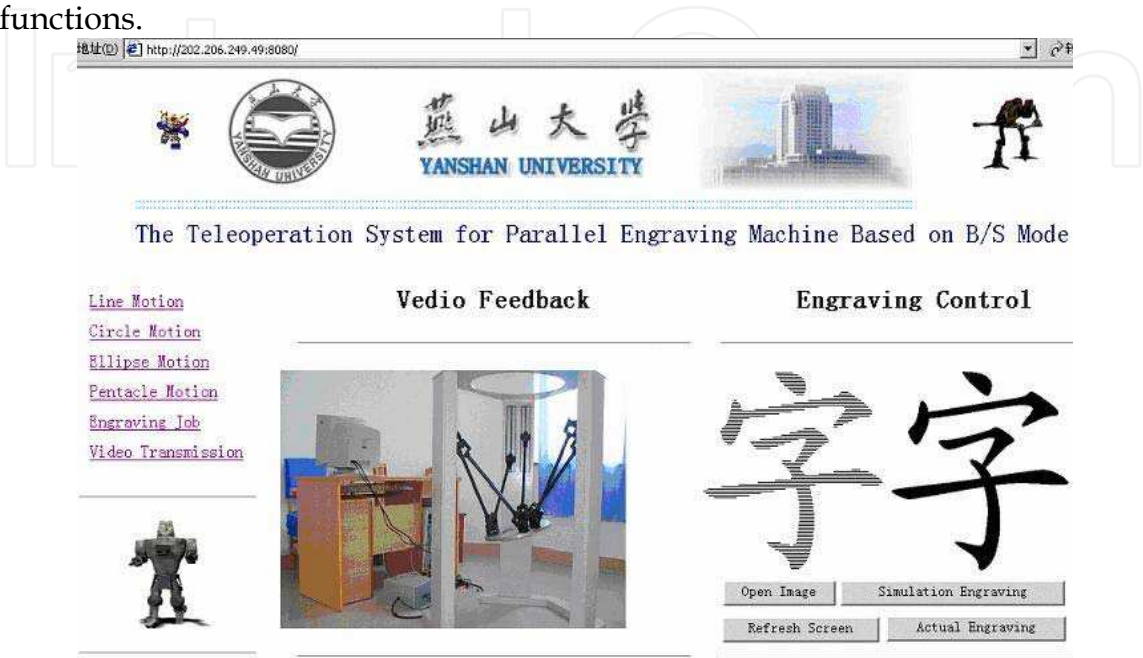 functions.
地址(D) http://202.206.249.49:8080/
燕山大学
YANSHAN UNIVERSITY
YANSHAN UNIVERSITY
The Teleoperation System for Parallel Engraving Machine Based on B/S Mode
Line Motion
Circle Motion
Ellipse Motion
Pentacle Motion
Engraving Job
Video Transmission
Vedio Feedback
Engraving Control
字 字
Open Image
Simulation Engraving
Refresh Screen
Actual Engraving